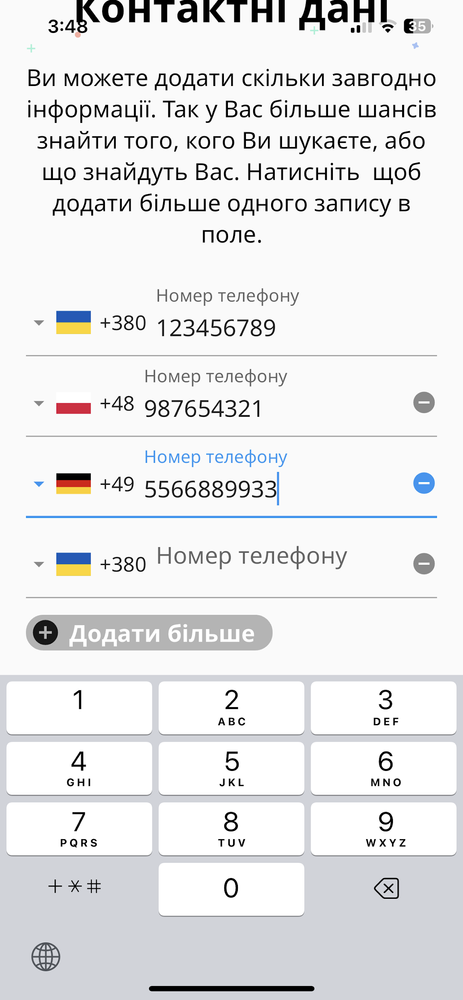 Контактні дані
3:48
35
Ви можете додати скільки завгодно
інформації. Так у Вас більше шансів
знайти того, кого Ви шукаєте, або
що знайдуть Вас. Натисніть  щоб
додати більше одного запису в
поле.
Номер телефону
+380 123456789
Номер телефону
+48 987654321
Номер телефону
+49 5566889933
+380 Номер телефону
Додати більше
1 2 3
ABC DEF
4 5 6
GHI JKL MNO
7 8 9
PQRS TUV WXYZ
+*# 0